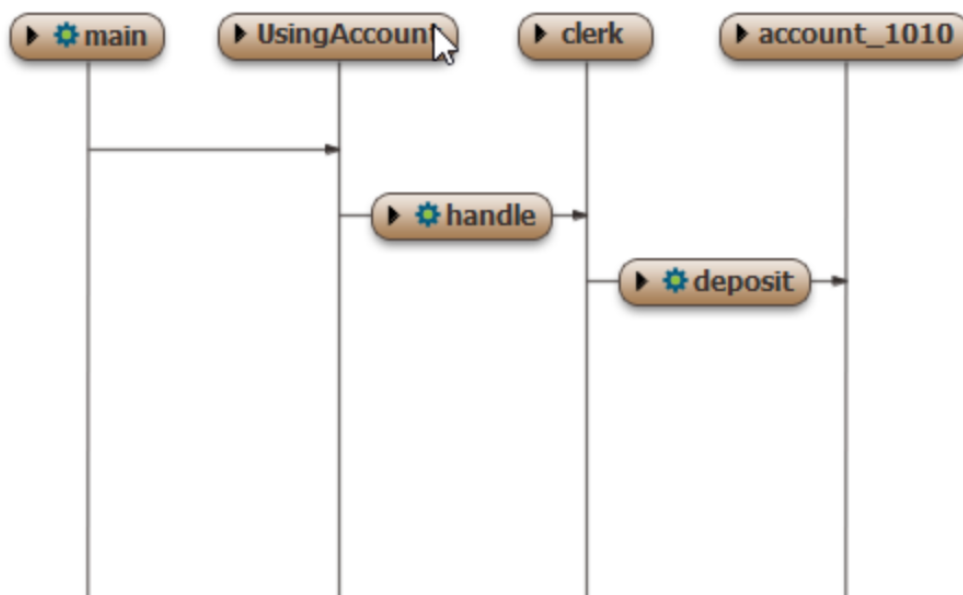 main
UsingAccount
clerk
account_1010
handle
deposit